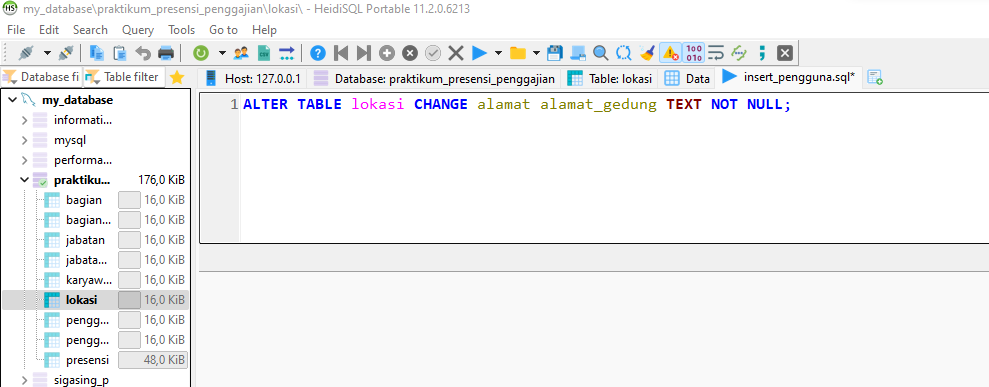 my_database\praktikum_presensi_penggajian\lokasi\ - HeidiSQL Portable 11.2.0.6213
File Edit Search Query Tools Go to Help
Database fi Table filter Host: 127.0.0.1 Database: praktikum_presensi_penggajian Table: lokasi Data insert_pengguna.sql*
my_database
informati...
mysql
performa...
praktiku... 176,0 KiB
bagian 16,0 KiB
bagian... 16,0 KiB
jabatan 16,0 KiB
jabata... 16,0 KiB
karyaw... 16,0 KiB
lokasi 16,0 KiB
pengg... 16,0 KiB
pengg... 16,0 KiB
presensi 48,0 KiB
sigasing_p
1 ALTER TABLE lokasi CHANGE alamat alamat_gedung TEXT NOT NULL;